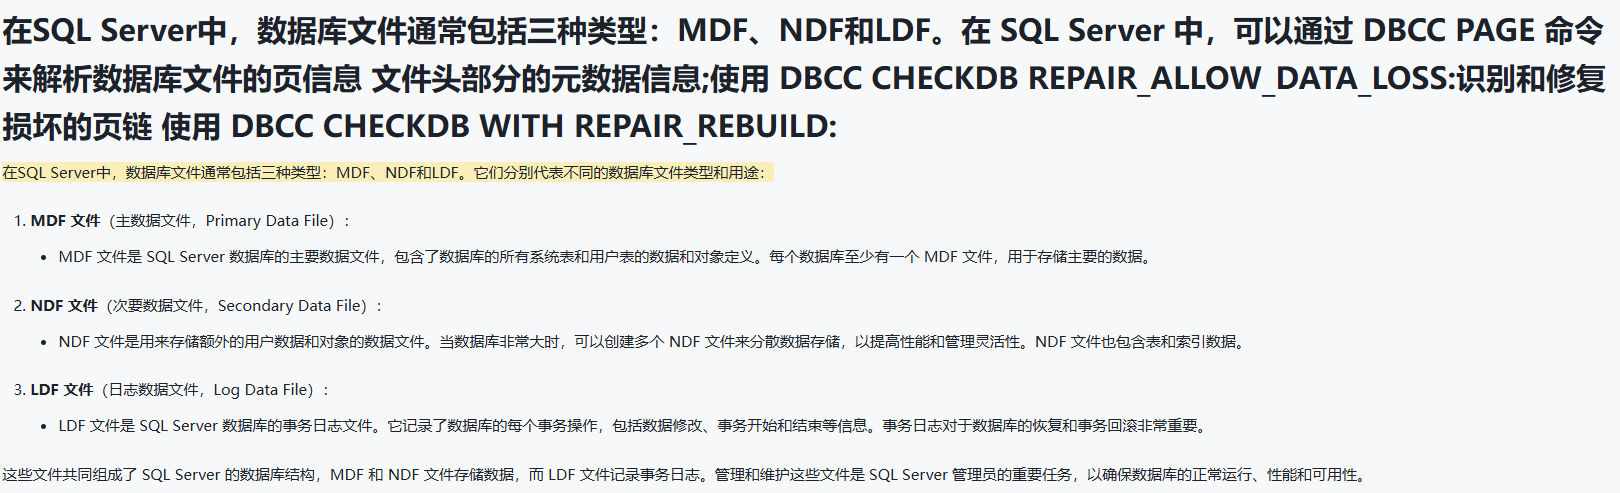 在SQL Server中，数据库文件通常包括三种类型：MDF、NDF和LDF。在 SQL Server 中，可以通过 DBCC PAGE 命令
来解析数据库文件的页信息 文件头部分的元数据信息;使用 DBCC CHECKDB REPAIR_ALLOW_DATA_LOSS:识别和修复
损坏的页链 使用 DBCC CHECKDB WITH REPAIR_REBUILD:
在SQL Server中，数据库文件通常包括三种类型：MDF、NDF和LDF。它们分别代表不同的数据库文件类型和用途：
1. MDF 文件（主数据文件，Primary Data File）:
• MDF 文件是 SQL Server 数据库的主要数据文件，包含了数据库的所有系统表和用户表的数据和对象定义。每个数据库至少有一个 MDF 文件，用于存储主要的数据。
2. NDF 文件（次要数据文件，Secondary Data File）:
• NDF 文件是用来存储额外的用户数据和对象的数据文件。当数据库非常大时，可以创建多个 NDF 文件来分散数据存储，以提高性能和管理灵活性。NDF 文件也包含表和索引数据。
3. LDF 文件（日志数据文件，Log Data File）:
• LDF 文件是 SQL Server 数据库的事务日志文件。它记录了数据库的每个事务操作，包括数据修改、事务开始和结束等信息。事务日志对于数据库的恢复和事务回滚非常重要。
这些文件共同组成了 SQL Server 的数据库结构，MDF 和 NDF 文件存储数据，而 LDF 文件记录事务日志。管理和维护这些文件是 SQL Server 管理员的重要任务，以确保数据库的正常运行、性能和可用性。